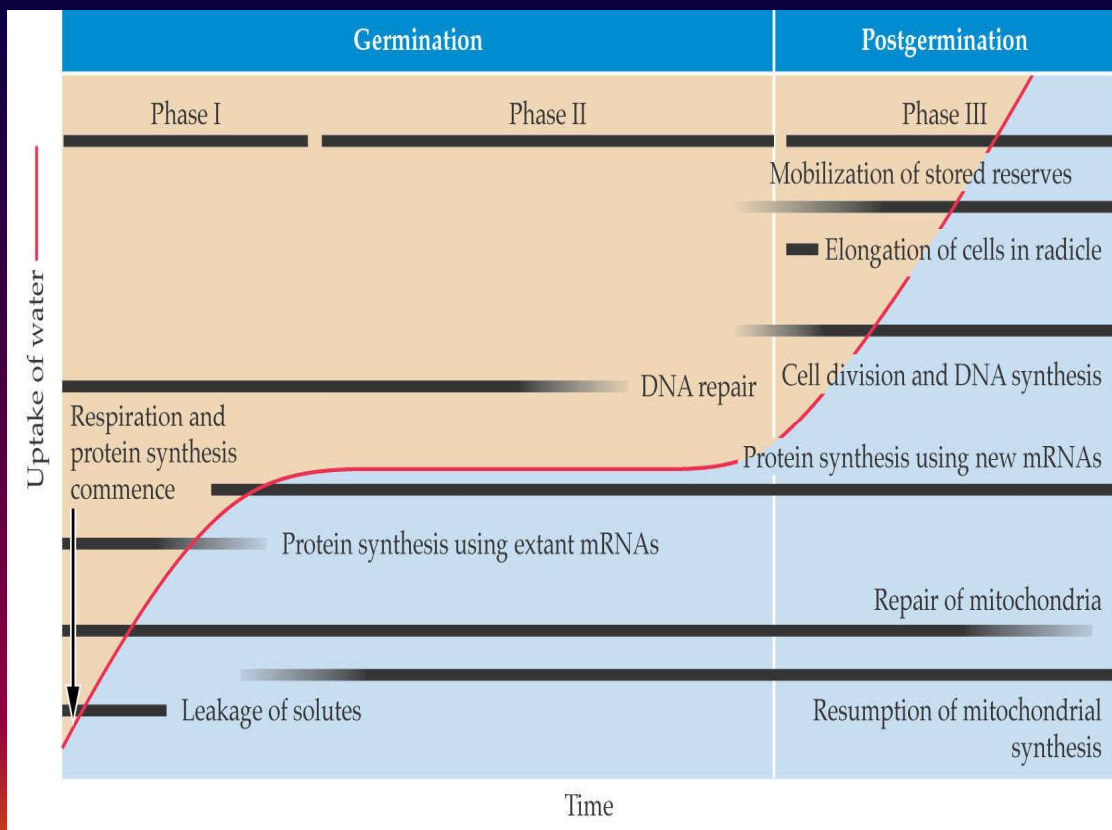 Germination
Postgermination
Phase I
Phase II
Phase III
Mobilization of stored reserves
Elongation of cells in radicle
Cell division and DNA synthesis
DNA repair
Respiration and
protein synthesis
commence
Protein synthesis using new mRNAs
Protein synthesis using extant mRNAs
Repair of mitochondria
Leakage of solutes
Resumption of mitochondrial
synthesis
Uptake of water
Time